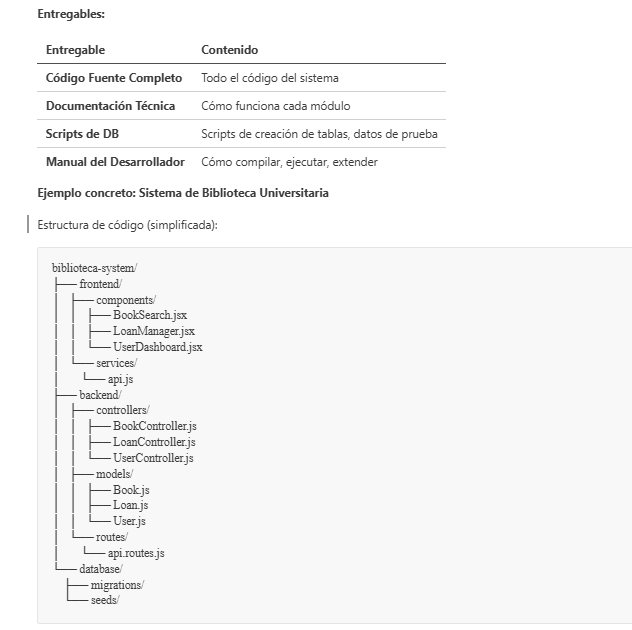 Entregables:
Entregable Contenido
Código Fuente Completo Todo el código del sistema
Documentación Técnica Cómo funciona cada módulo
Scripts de DB Scripts de creación de tablas, datos de prueba
Manual del Desarrollador Cómo compilar, ejecutar, extender
Ejemplo concreto: Sistema de Biblioteca Universitaria
Estructura de código (simplificada):
biblioteca-system/
├── frontend/
│   ├── components/
│   │   ├── BookSearch.jsx
│   │   ├── LoanManager.jsx
│   │   └── UserDashboard.jsx
│   └── services/
│       └── api.js
├── backend/
│   ├── controllers/
│   │   ├── BookController.js
│   │   ├── LoanController.js
│   │   └── UserController.js
│   ├── models/
│   │   ├── Book.js
│   │   ├── Loan.js
│   │   └── User.js
│   └── routes/
│       └── api.routes.js
└── database/
    ├── migrations/
    └── seeds/